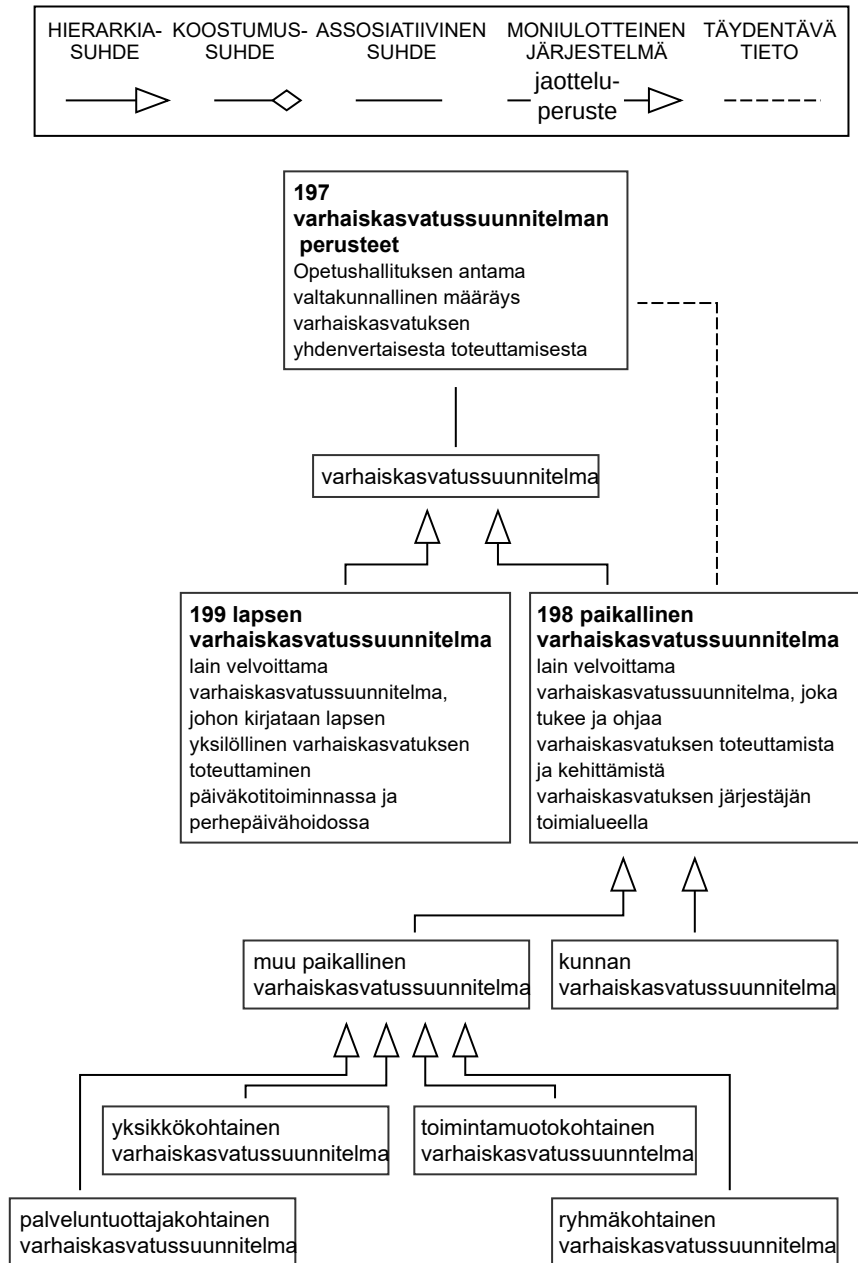 HIERARKIA-
SUHDE
KOOSTUMUS-
SUHDE
ASSOSIATIIVINEN
SUHDE
MONIULOTTEINEN
JÄRJESTELMÄ
TÄYDENTÄVÄ
TIETO
jaottelu-
peruste
197
varhaiskasvatussuunnitelman
perusteet
Opetushallituksen antama
valtakunnallinen määräys
varhaiskasvatuksen
yhdenvertaisesta toteuttamisesta
varhaiskasvatussuunnitelma
199 lapsen
varhaiskasvatussuunnitelma
lain velvoittama
varhaiskasvatussuunnitelma,
johon kirjataan lapsen
yksilöllinen varhaiskasvatuksen
toteuttaminen
päiväkotitoiminnassa ja
perhepäivähoidossa
198 paikallinen
varhaiskasvatussuunnitelma
lain velvoittama
varhaiskasvatussuunnitelma, joka
tukee ja ohjaa
varhaiskasvatuksen toteuttamista
ja kehittämistä
varhaiskasvatuksen järjestäjän
toimialueella
muu paikallinen
varhaiskasvatussuunnitelma
kunnan
varhaiskasvatussuunnitelma
yksikkökohtainen
varhaiskasvatussuunnitelma
toimintamuotokohtainen
varhaiskasvatussuunntelma
palveluntuottajakohtainen
varhaiskasvatussuunnitelma
ryhmäkohtainen
varhaiskasvatussuunnitelma